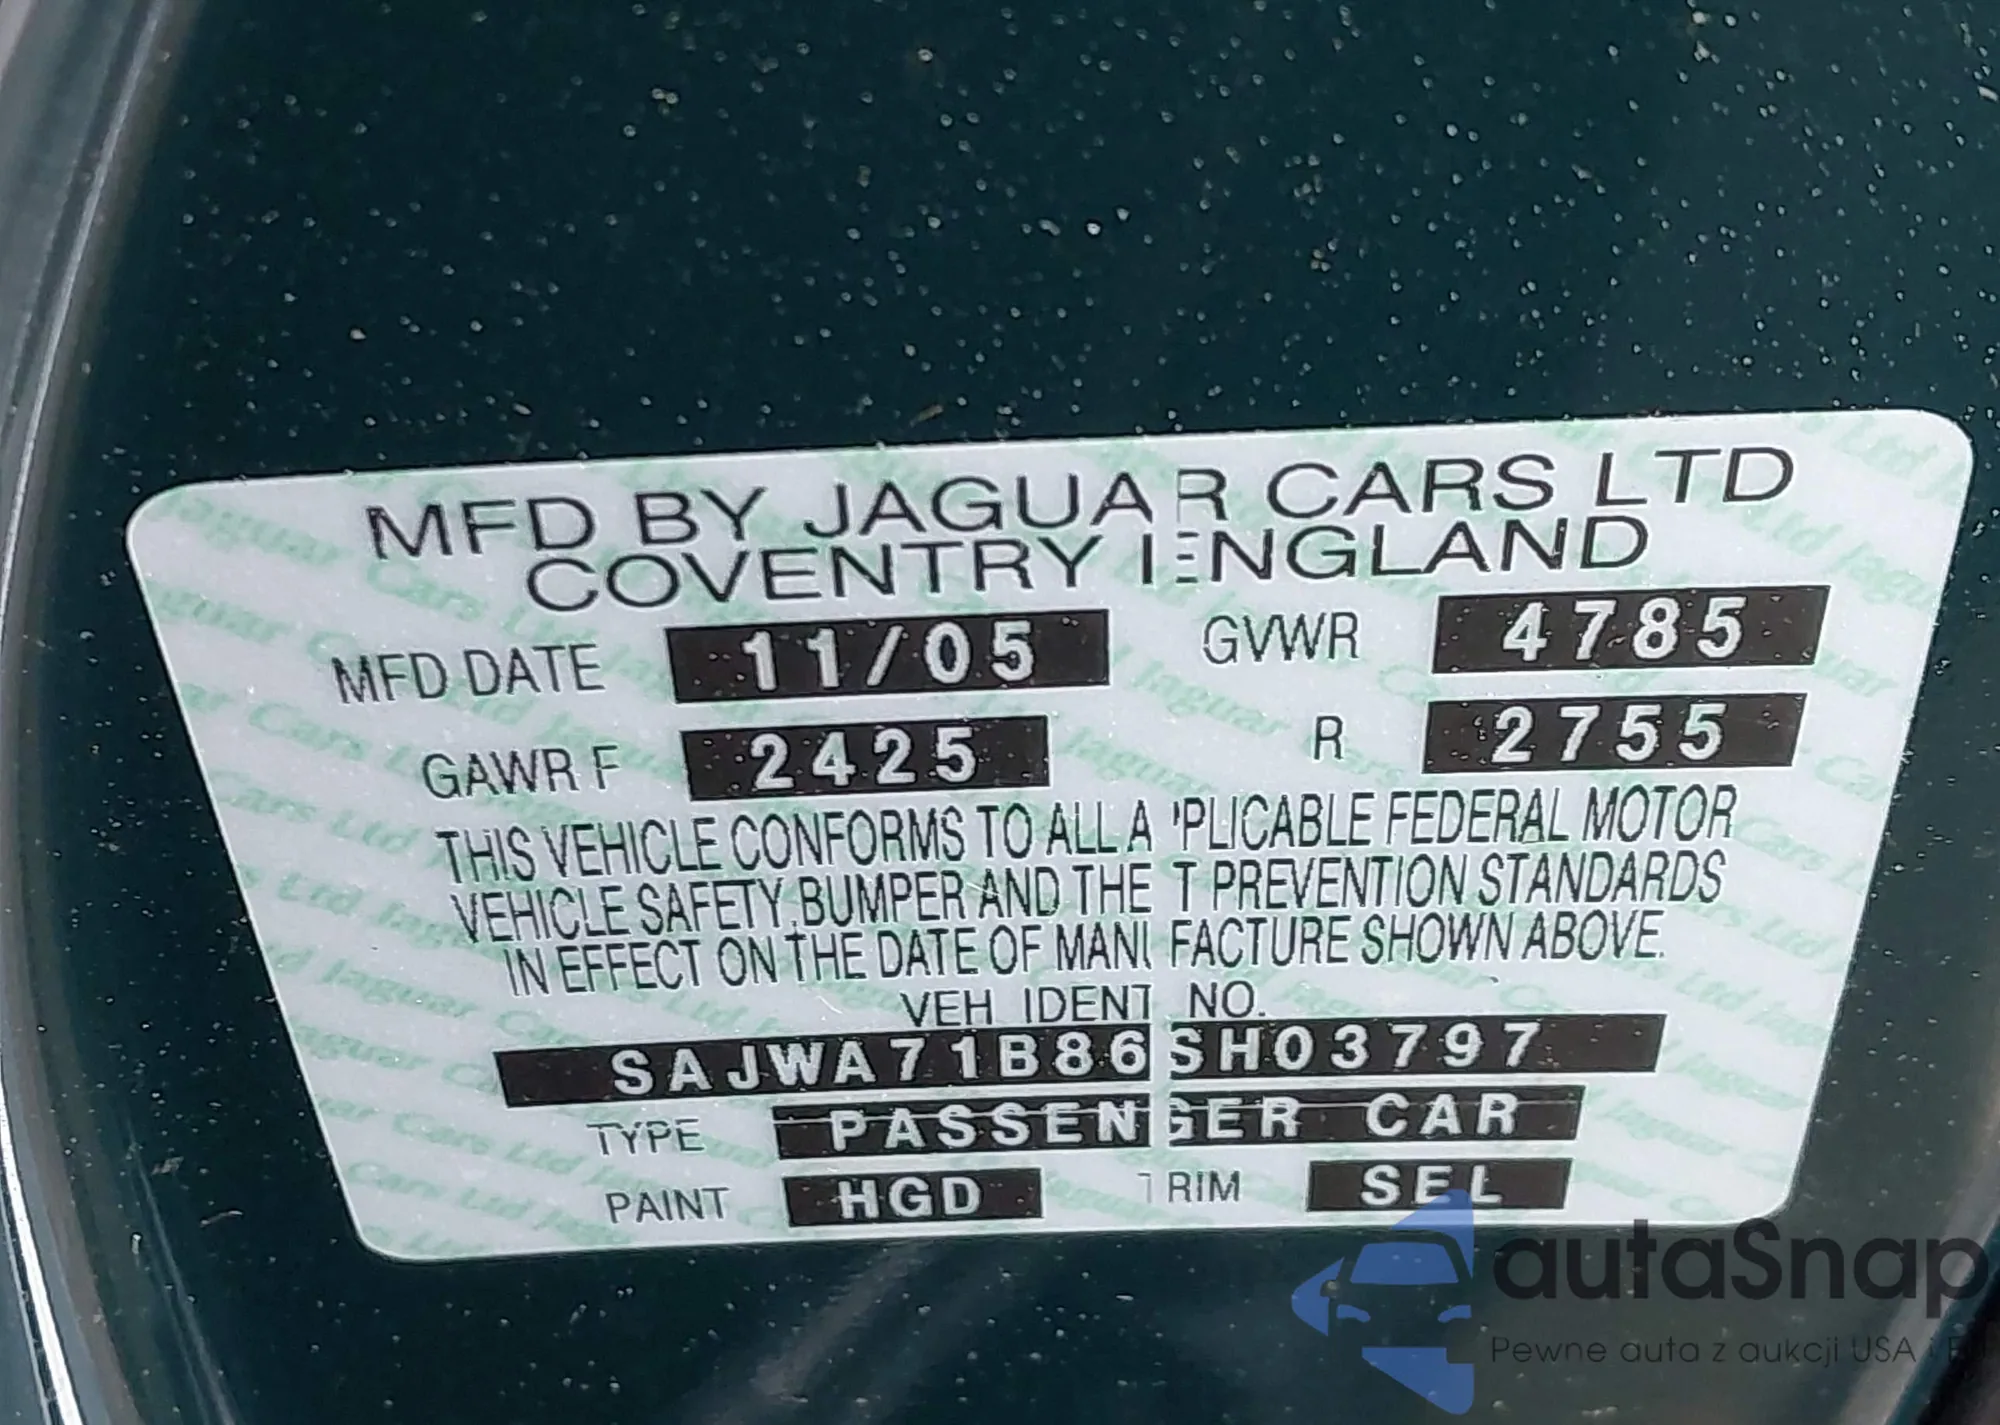 MFD BY JAGUAR CARS LTD
COVENTRY ENGLAND
MFD DATE 11/05 GVWR 4785
GAWR F 2425 R 2755
THIS VEHICLE CONFORMS TO ALL APPLICABLE FEDERAL MOTOR
VEHICLE SAFETY, BUMPER AND THEFT PREVENTION STANDARDS
IN EFFECT ON THE DATE OF MANUFACTURE SHOWN ABOVE.
VEH IDENT NO.
SAJWA71B86SH03797
TYPE PASSENGER CAR
PAINT HGD TRIM SEL
autaSnap
Pewne auta z aukcji USA i EU